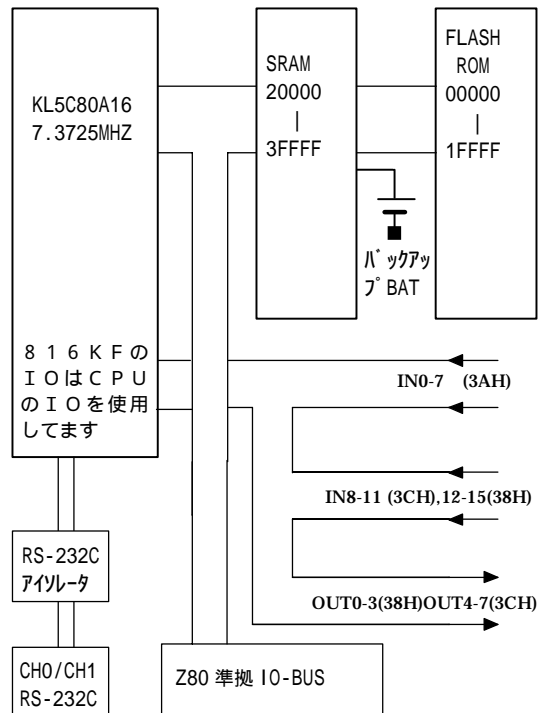 KL5C80A16
7.3725MHZ
８１６ＫＦの
ＩＯはＣＰＵ
のＩＯを使用
してます
SRAM
20000
|
3FFFF
FLASH
ROM
00000
|
1FFFF
ﾊﾞｯｸｱｯ
ﾌﾟBAT
IN0-7 (3AH)
IN8-11 (3CH),12-15(38H)
OUT0-3(38H)OUT4-7(3CH)
RS-232C
ｱｲｿﾚｰﾀ
CH0/CH1
RS-232C
Z80 準拠 IO-BUS